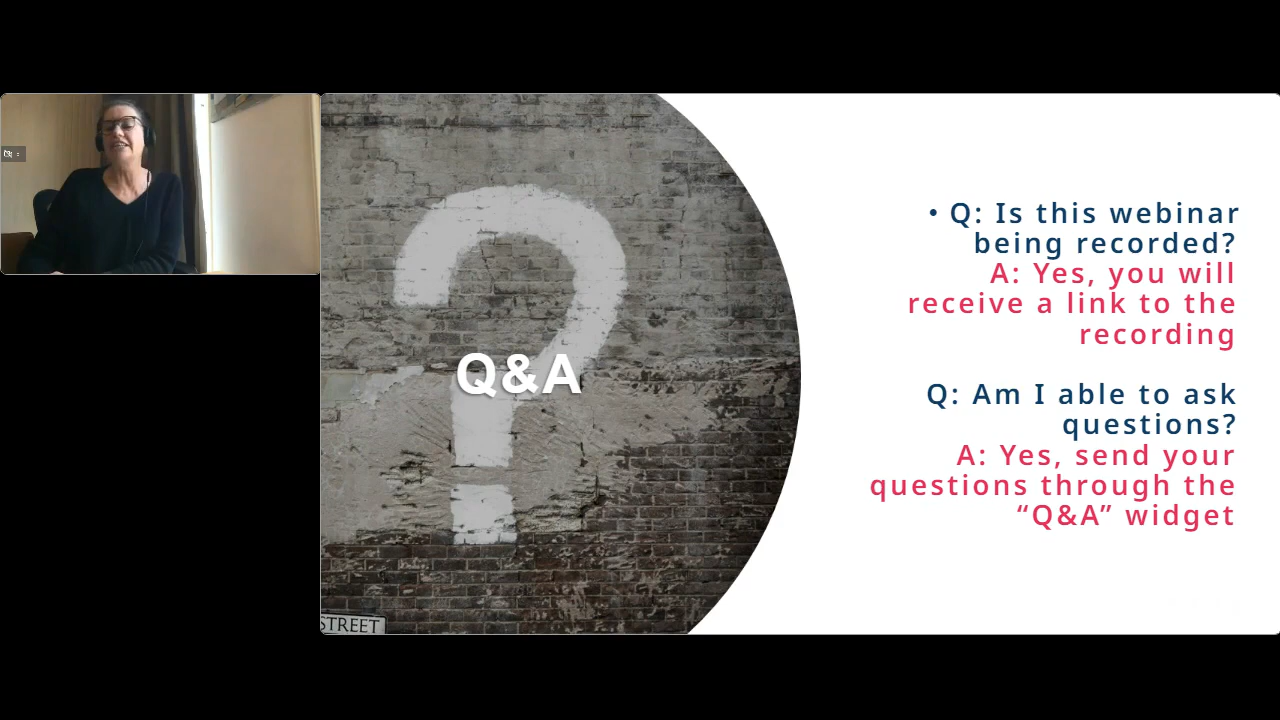 Q&A
• Q: Is this webinar
being recorded?
A: Yes, you will
receive a link to the
recording
Q: Am I able to ask
questions?
A: Yes, send your
questions through the
“Q&A” widget
STREET